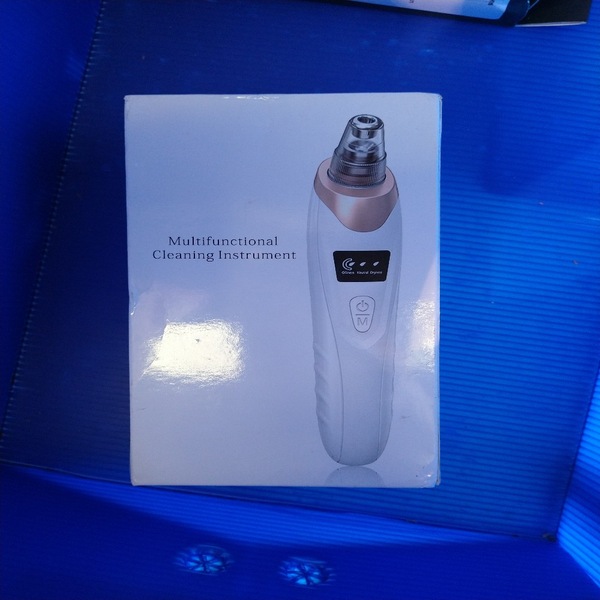 Multifunctional
Cleaning Instrument
M